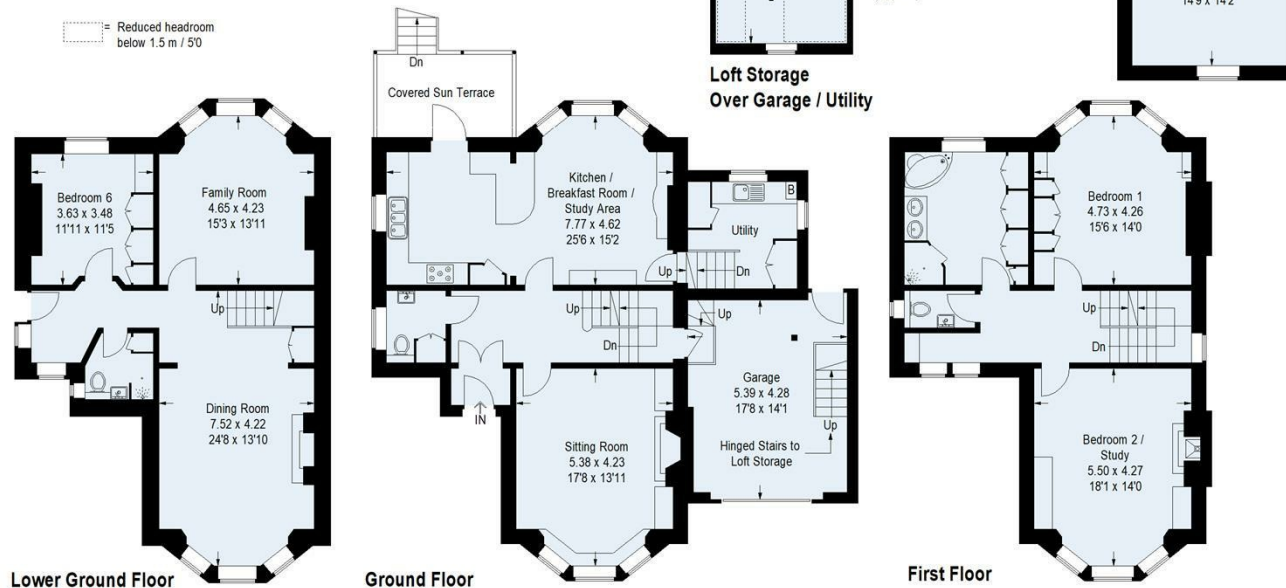 = Reduced headroom
below 1.5 m / 5'0
14'9 x 14'2
Loft Storage
Over Garage / Utility
Dn
Covered Sun Terrace
Bedroom 6
3.63 x 3.48
11'11 x 11'5
Family Room
4.65 x 4.23
15'3 x 13'11
Up
Dining Room
7.52 x 4.22
24'8 x 13'10
Lower Ground Floor
Kitchen /
Breakfast Room /
Study Area
7.77 x 4.62
25'6 x 15'2
B
Utility
Up
Dn
Up
Dn
Up
IN
Sitting Room
5.38 x 4.23
17'8 x 13'11
Garage
5.39 x 4.28
17'8 x 14'1
Up
Hinged Stairs to
Loft Storage
Ground Floor
Bedroom 1
4.73 x 4.26
15'6 x 14'0
Up
Dn
Bedroom 2 /
Study
5.50 x 4.27
18'1 x 14'0
First Floor